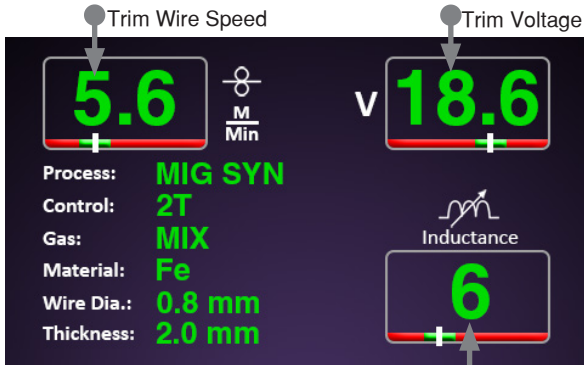 Trim Wire Speed
Trim Voltage
5.6
M
Min
V
18.6
Process: MIG SYN
Control: 2T
Gas: MIX
Material: Fe
Wire Dia.: 0.8 mm
Thickness: 2.0 mm
Inductance
6